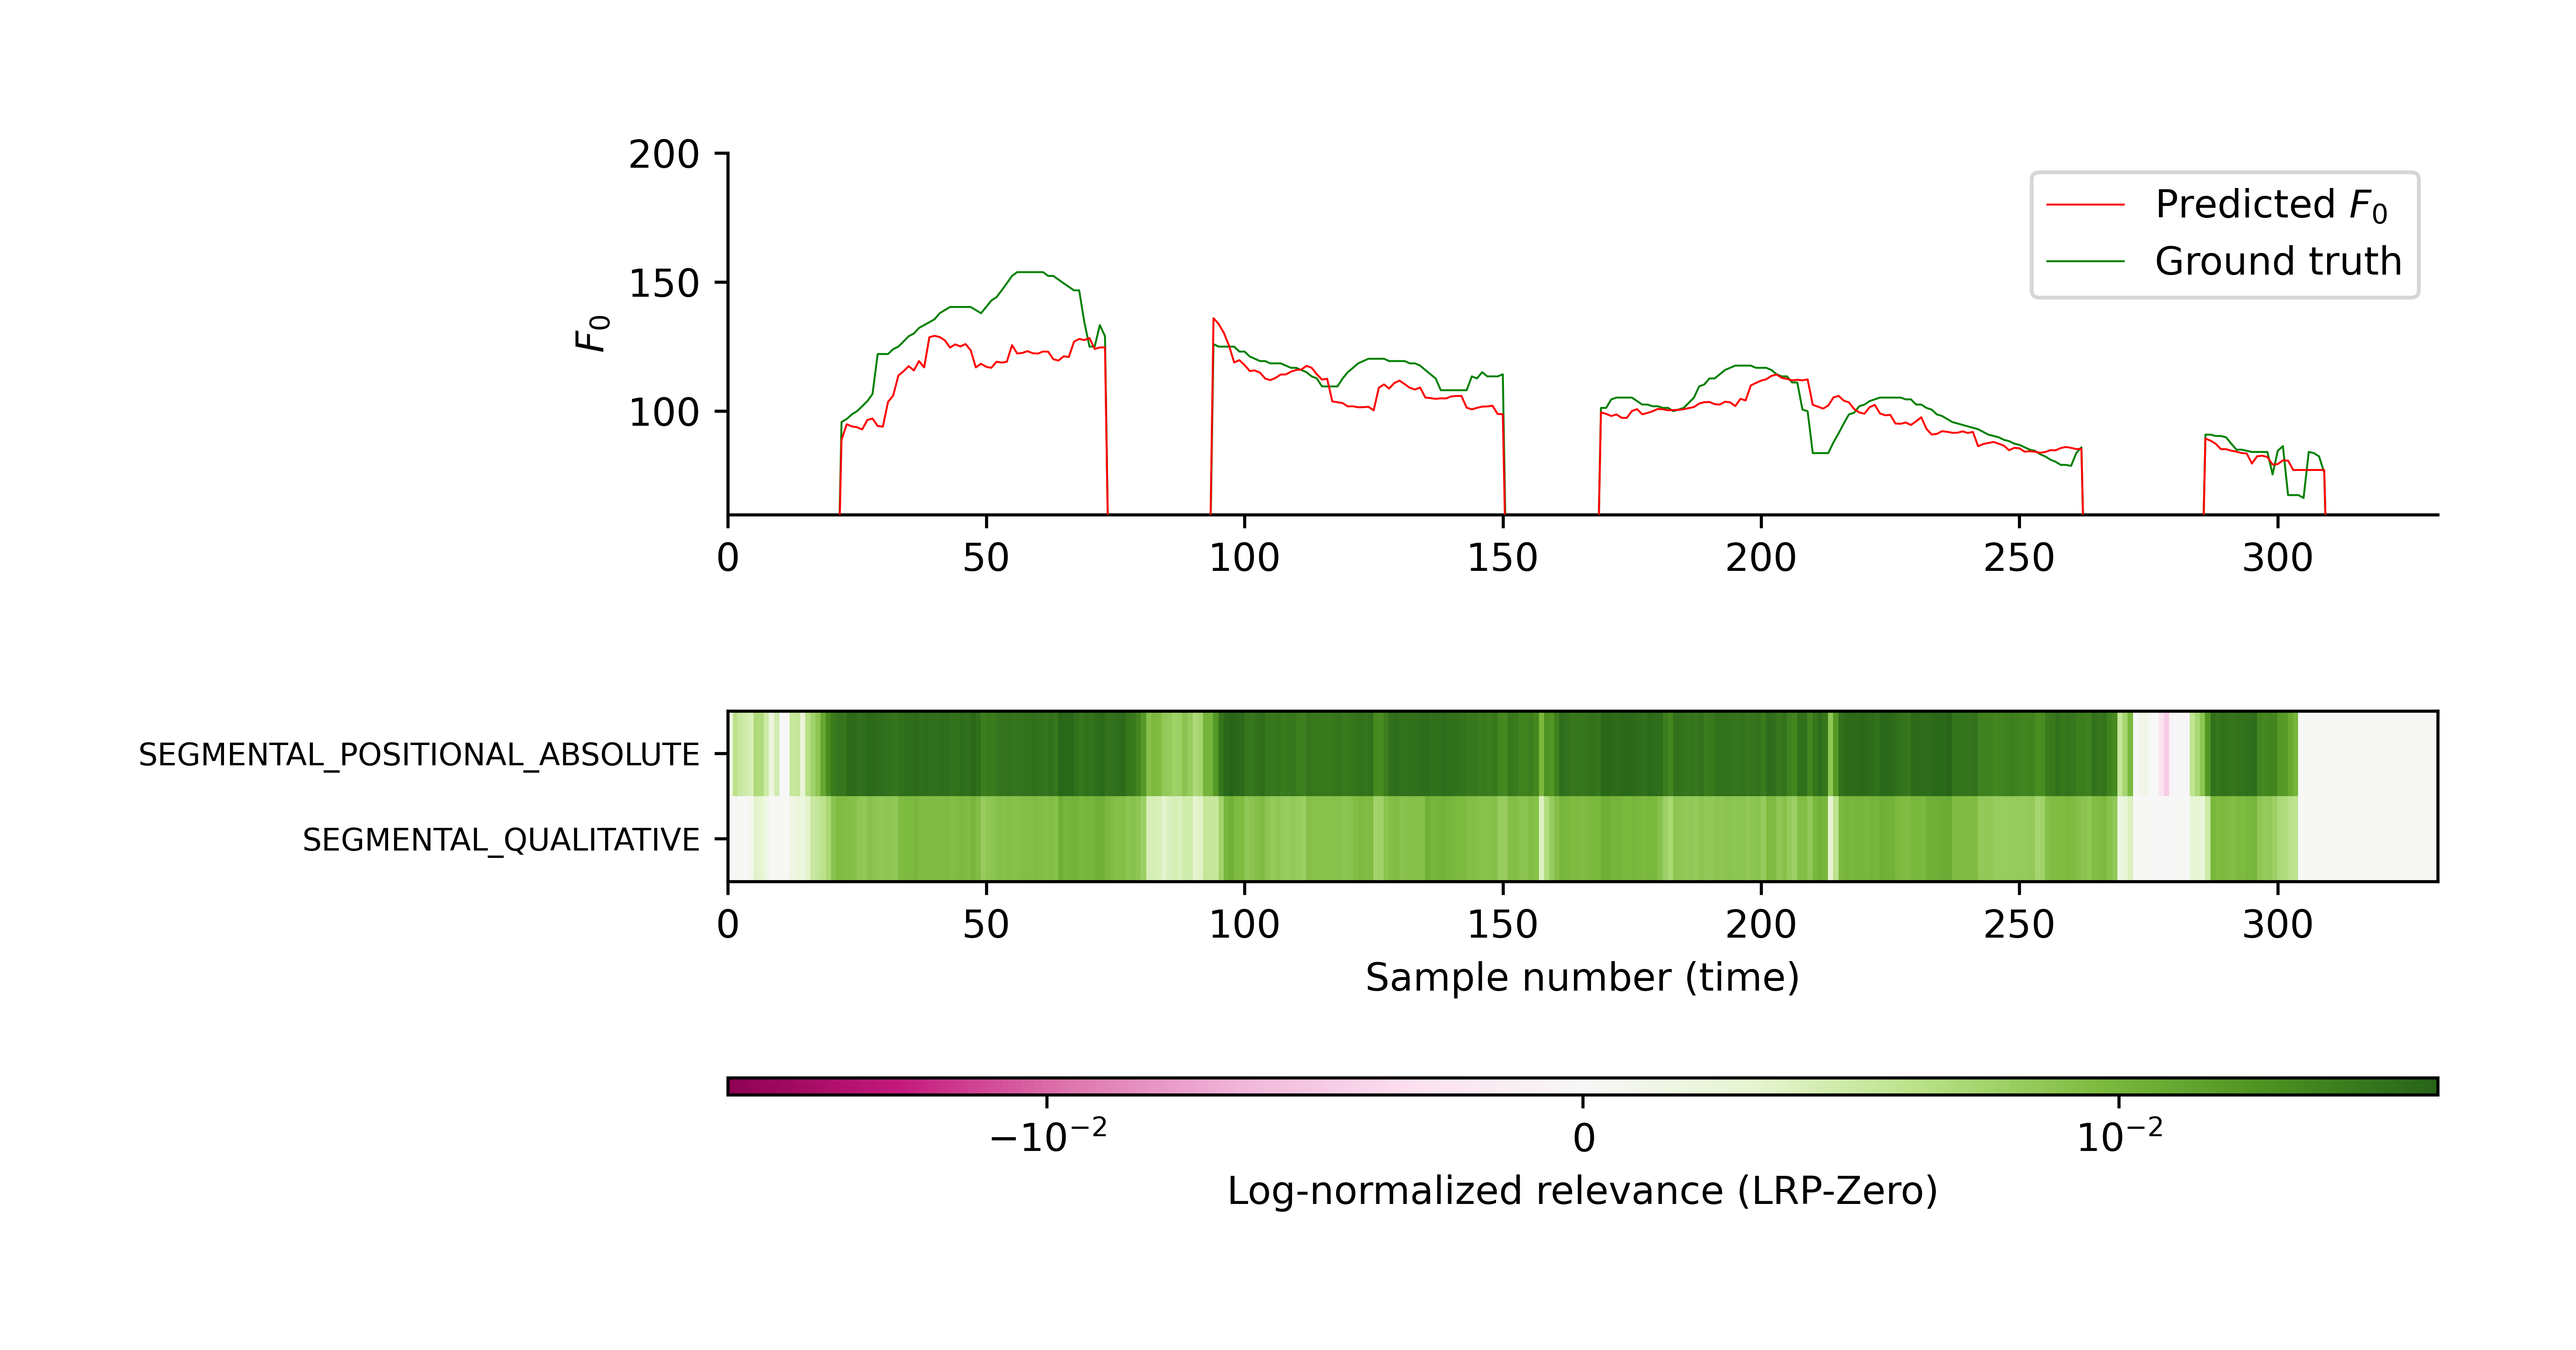 200
150
100
F0
Predicted F0
Ground truth
0 50 100 150 200 250 300
SEGMENTAL_POSITIONAL_ABSOLUTE
SEGMENTAL_QUALITATIVE
0 50 100 150 200 250 300
Sample number (time)
−10⁻² 0 10⁻²
Log-normalized relevance (LRP-Zero)